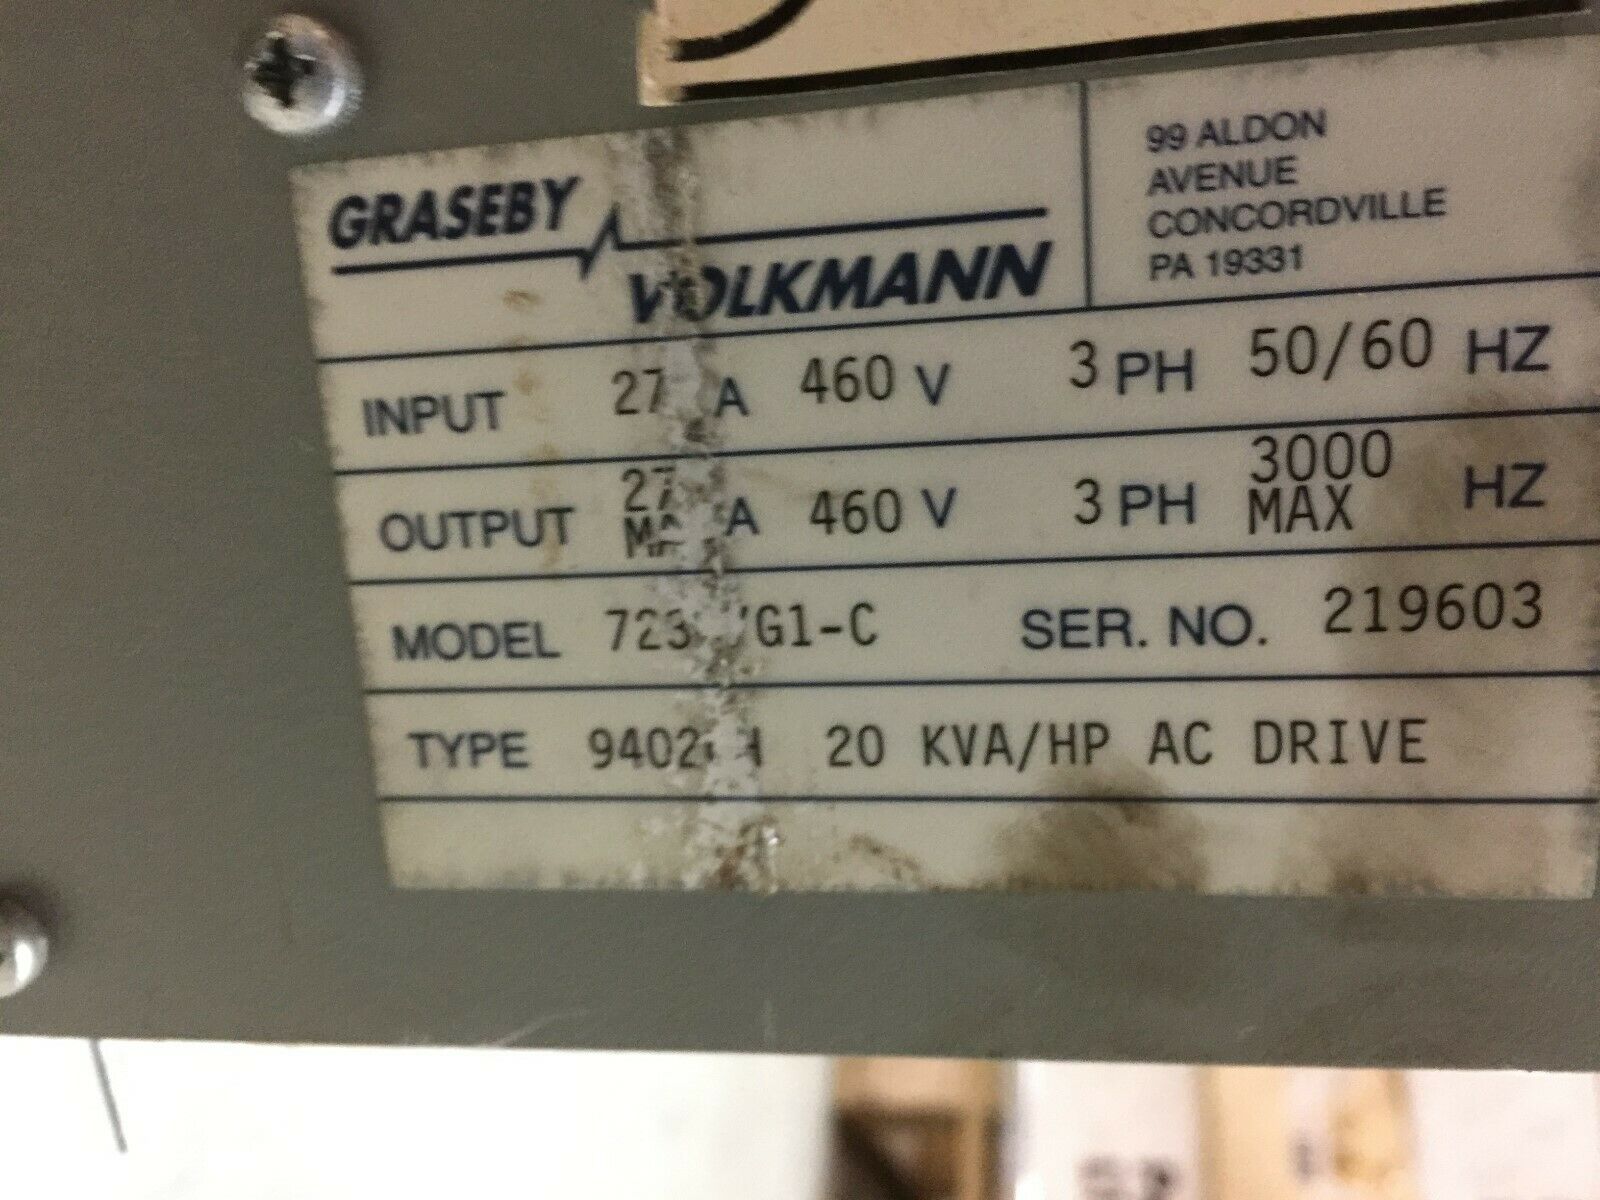 GRASEBY
VOLKMANN
99 ALDON
AVENUE
CONCORDVILLE
PA 19331
INPUT 27 A 460 V 3 PH 50/60 HZ
OUTPUT 27 A 460 V 3 PH 3000 MAX HZ
MODEL SER. NO. 219603
TYPE 20 KVA/HP AC DRIVE